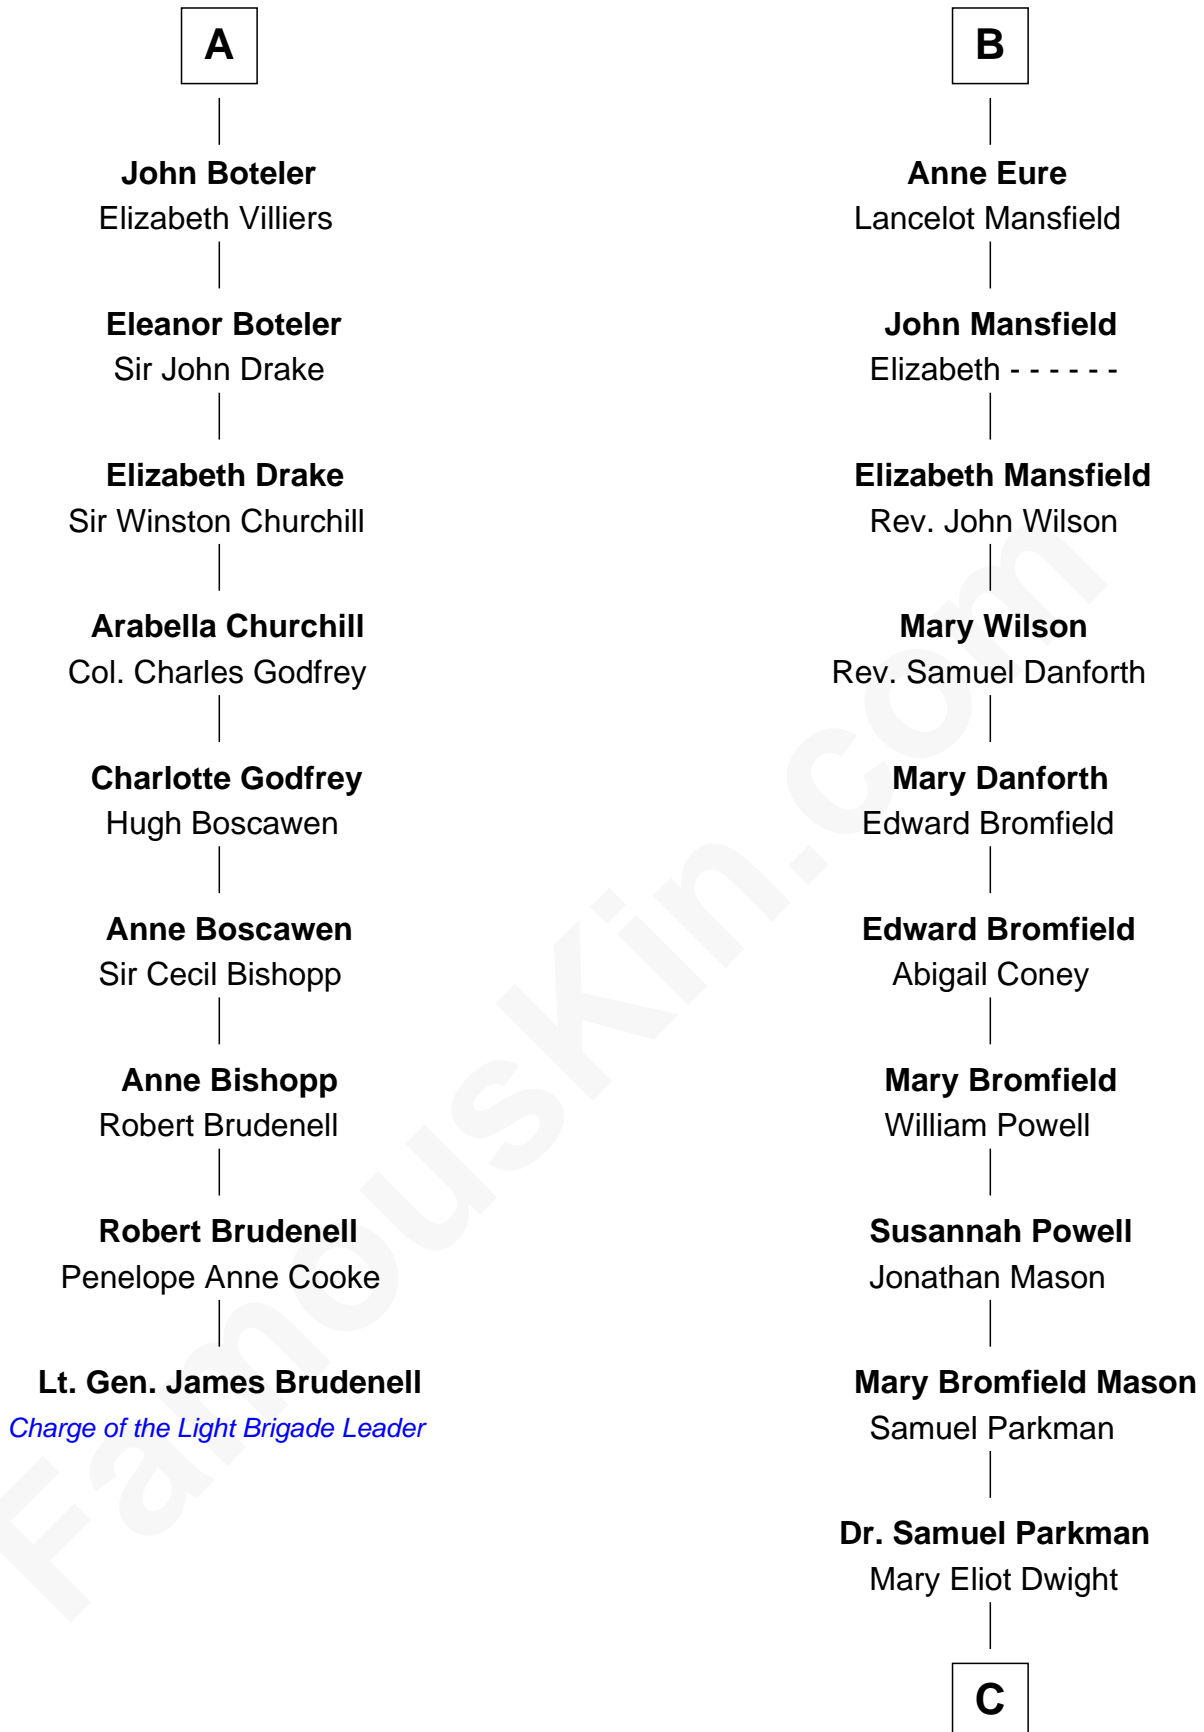 A
John Boteler
Elizabeth Villiers
Eleanor Boteler
Sir John Drake
Elizabeth Drake
Sir Winston Churchill
Arabella Churchill
Col. Charles Godfrey
Charlotte Godfrey
Hugh Boscawen
Anne Boscawen
Sir Cecil Bishopp
Anne Bishopp
Robert Brudenell
Robert Brudenell
Penelope Anne Cooke
Lt. Gen. James Brudenell
Charge of the Light Brigade Leader
B
Anne Eure
Lancelot Mansfield
John Mansfield
Elizabeth - - - - - -
Elizabeth Mansfield
Rev. John Wilson
Mary Wilson
Rev. Samuel Danforth
Mary Danforth
Edward Bromfield
Edward Bromfield
Abigail Coney
Mary Bromfield
William Powell
Susannah Powell
Jonathan Mason
Mary Bromfield Mason
Samuel Parkman
Dr. Samuel Parkman
Mary Eliot Dwight
C
FamousKin.com